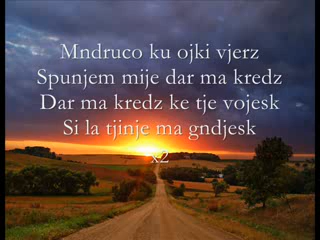 Mndruco ku ojki vjerz
Spunjem mije dar ma kredz
Dar ma kredz ke tje vojesk
Si la tjinje ma gndjesk
x2